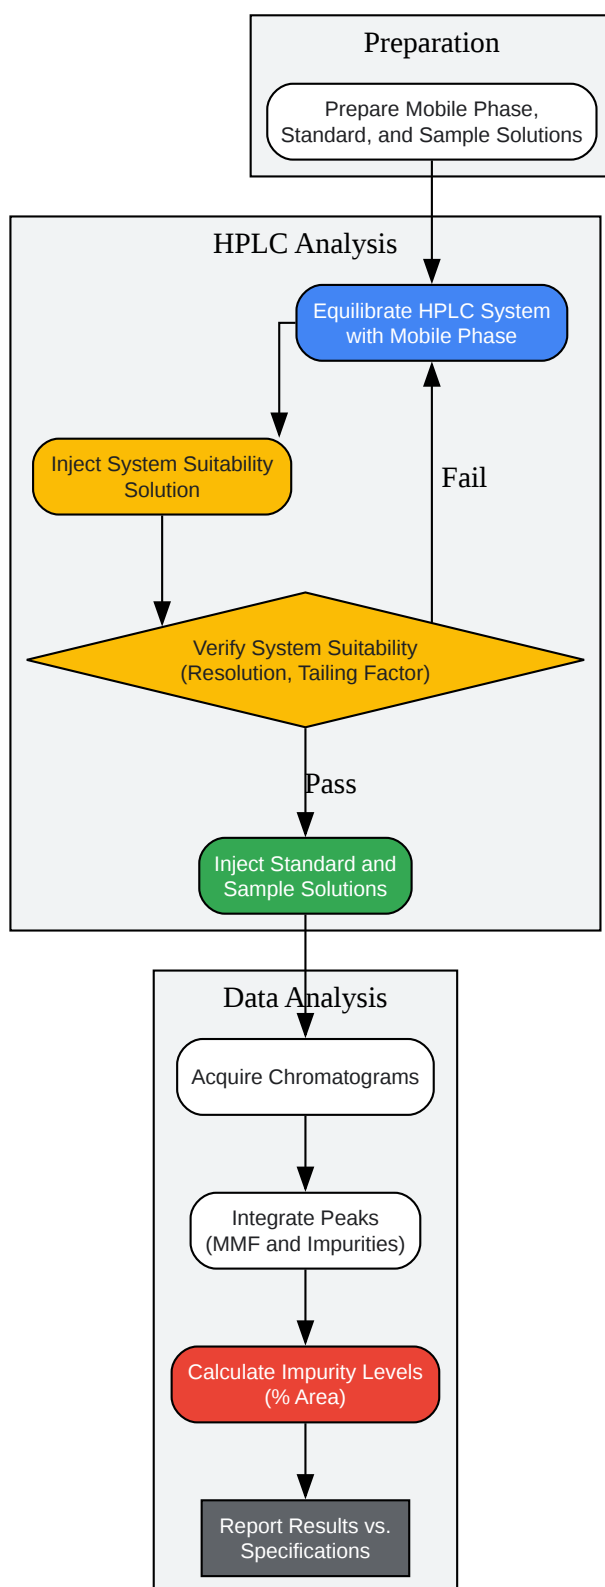 Preparation
Prepare Mobile Phase,
Standard, and Sample Solutions
HPLC Analysis
Equilibrate HPLC System
with Mobile Phase
Inject System Suitability
Solution
Fail
Verify System Suitability
(Resolution, Tailing Factor)
Pass
Inject Standard and
Sample Solutions
Data Analysis
Acquire Chromatograms
Integrate Peaks
(MMF and Impurities)
Calculate Impurity Levels
(% Area)
Report Results vs.
Specifications